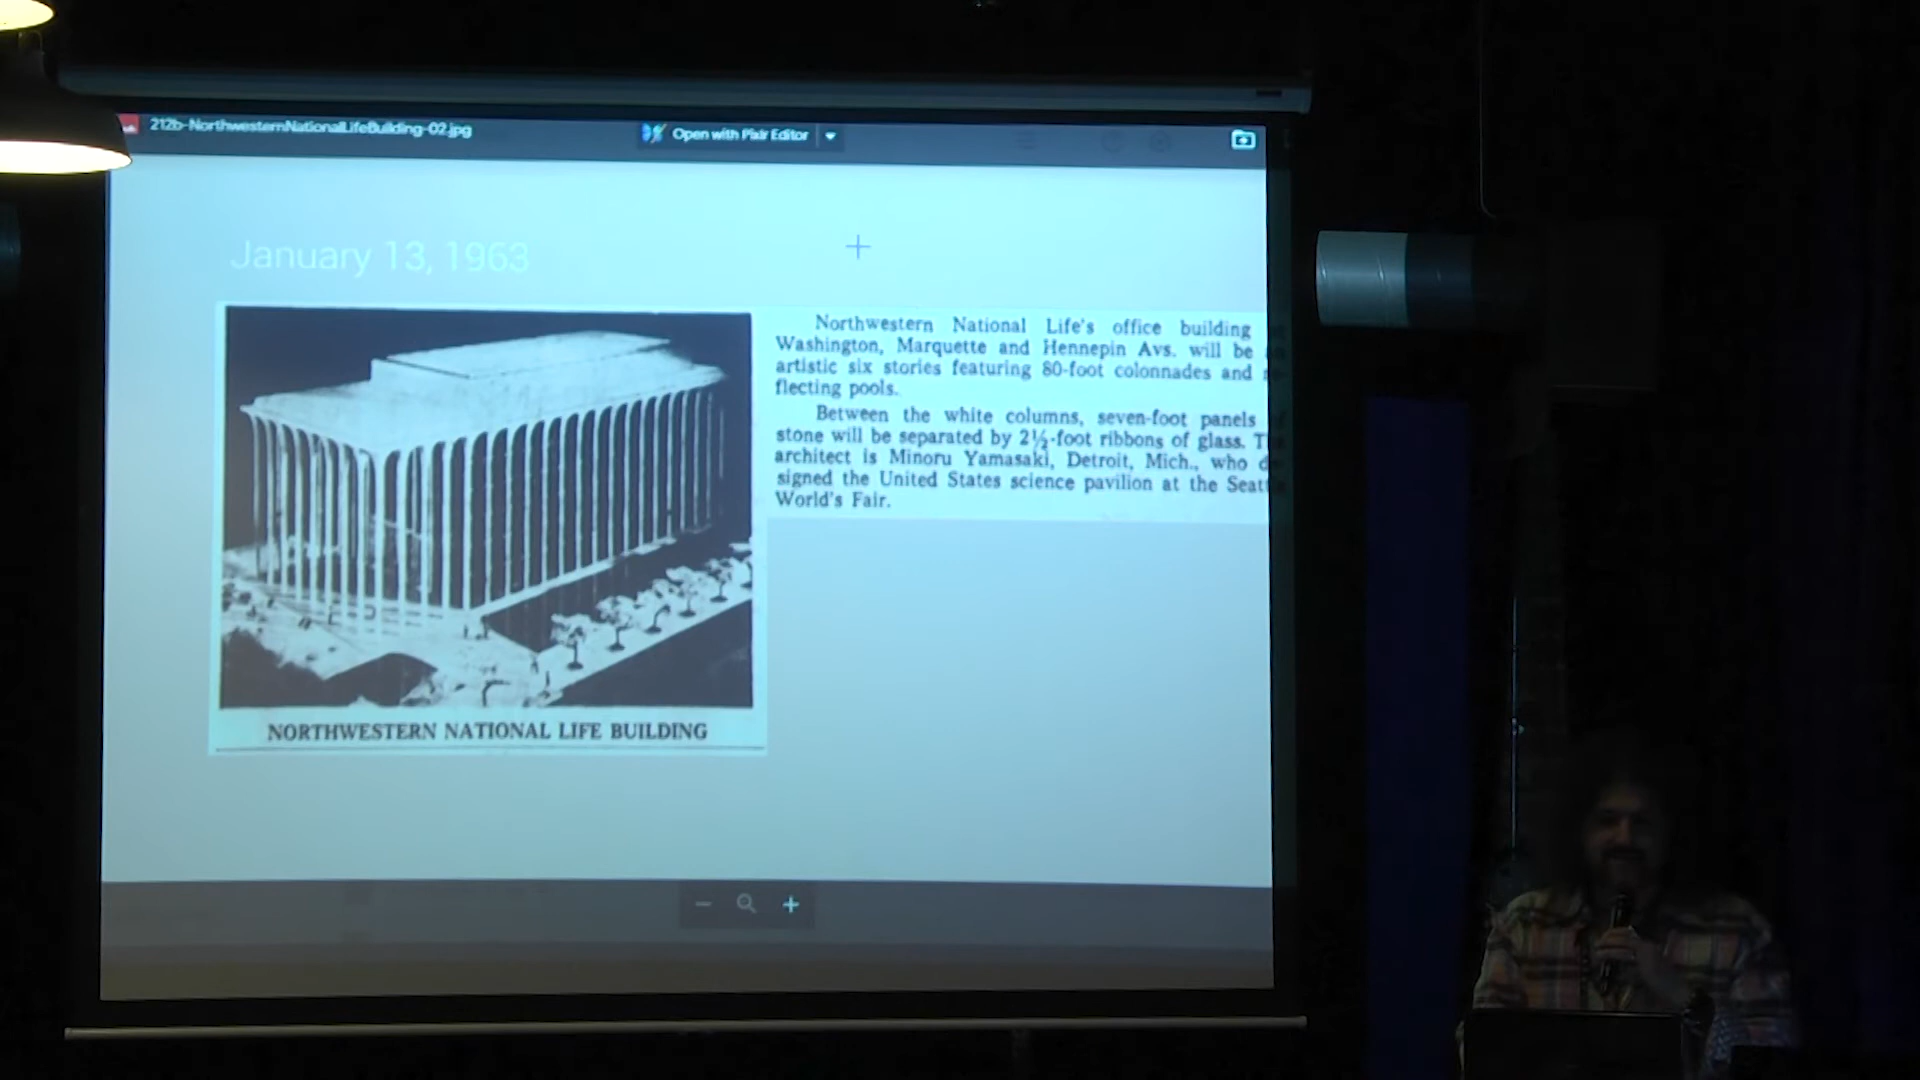 212b-NorthwesternNationalLifeBuilding-02.jpg
Open with Pixlr Editor
January 13, 1963
Northwestern National Life's office building
Washington, Marquette and Hennepin Avs. will be
artistic six stories featuring 80-foot colonnades and
flecting pools.
Between the white columns, seven-foot panels
stone will be separated by 2½-foot ribbons of glass.
architect is Minoru Yamasaki, Detroit, Mich., who
signed the United States science pavilion at the
World's Fair.
NORTHWESTERN NATIONAL LIFE BUILDING